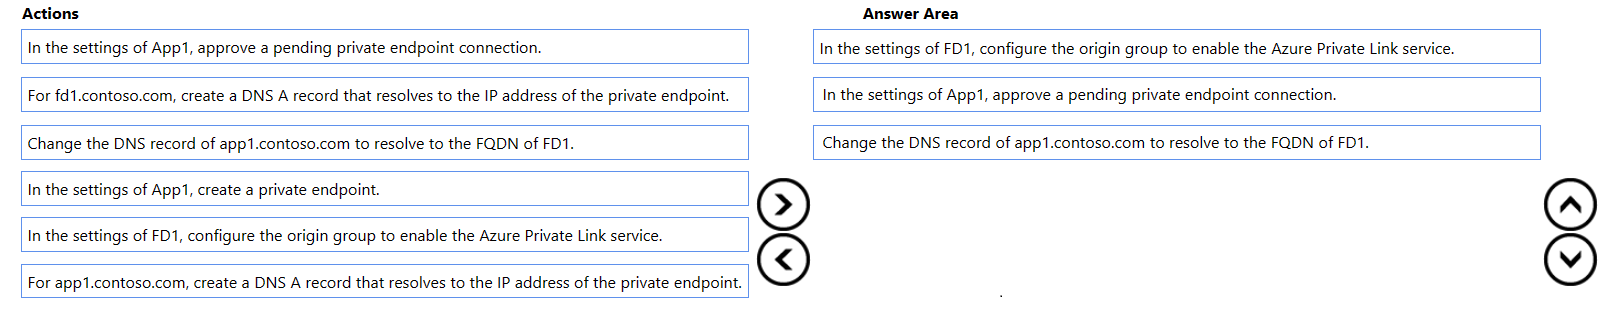 Actions
In the settings of App1, approve a pending private endpoint connection.
For fd1.contoso.com, create a DNS A record that resolves to the IP address of the private endpoint.
Change the DNS record of app1.contoso.com to resolve to the FQDN of FD1.
In the settings of App1, create a private endpoint.
In the settings of FD1, configure the origin group to enable the Azure Private Link service.
For app1.contoso.com, create a DNS A record that resolves to the IP address of the private endpoint.
Answer Area
In the settings of FD1, configure the origin group to enable the Azure Private Link service.
In the settings of App1, approve a pending private endpoint connection.
Change the DNS record of app1.contoso.com to resolve to the FQDN of FD1.